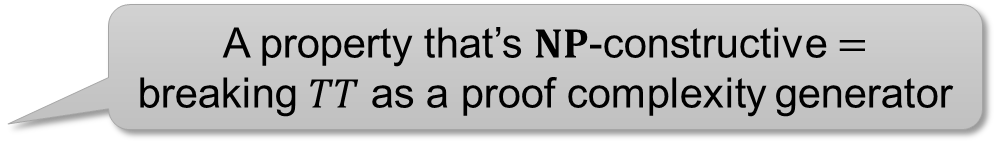 A property that's NP-constructive =
breaking TT as a proof complexity generator